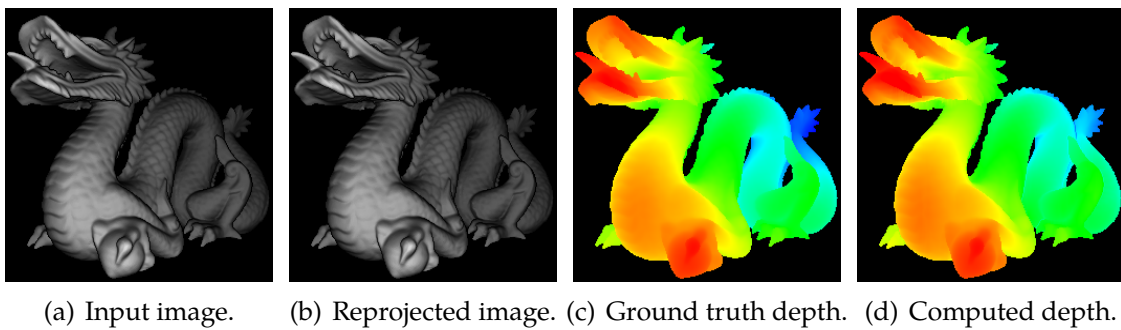 (a) Input image. (b) Reprojected image. (c) Ground truth depth. (d) Computed depth.